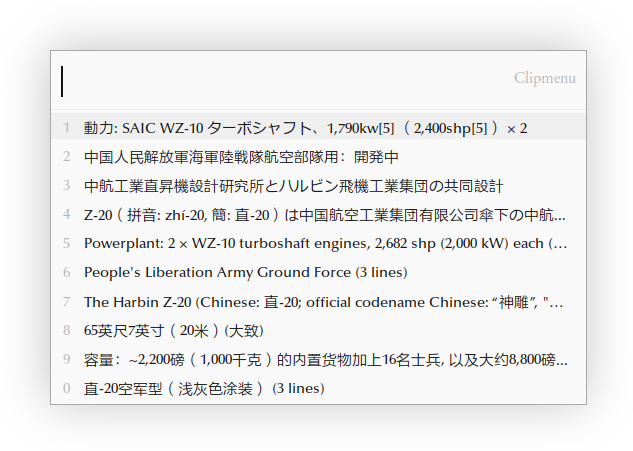 Clipmenu
1 動力: SAIC WZ-10 ターボシャフト、1,790kw[5]（ 2,400shp[5] ）× 2
2 中国人民解放軍海軍陸戦隊航空部隊用：開発中
3 中航工業直昇機設計研究所とハルビン飛機工業集団の共同設計
4 Z-20（ 拼音: zhí-20, 簡: 直-20 ）は中国航空工業集団有限公司傘下の中航...
5 Powerplant: 2 × WZ-10 turboshaft engines, 2,682 shp (2,000 kW) each (...
6 People's Liberation Army Ground Force (3 lines)
7 The Harbin Z-20 (Chinese: 直-20; official codename Chinese: “神雕”, "...
8 65英尺7英寸（ 20米 ）(大致)
9 容量：~2,200磅（ 1,000千克 ）的内置货物加上16名士兵, 以及大约8,800磅...
0 直-20空军型（ 浅灰色涂装 ） (3 lines)